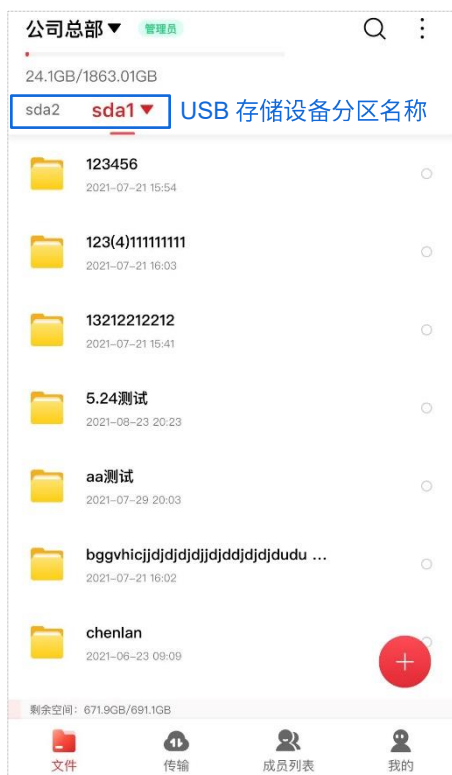 公司总部▼ 管理员
24.1GB/1863.01GB
sda2 sda1▼ USB 存储设备分区名称
123456
2021-07-21 15:54
123(4)111111111
2021-07-21 16:03
13212212212
2021-07-21 15:41
5.24测试
2021-08-23 20:23
aa测试
2021-07-29 20:03
bggvhicjjdjdjdjdjjdjddjdjdjdudu ...
2021-07-21 16:02
chenlan
2021-06-23 09:09
剩余空间：671.9GB/691.1GB
文件 传输 成员列表 我的